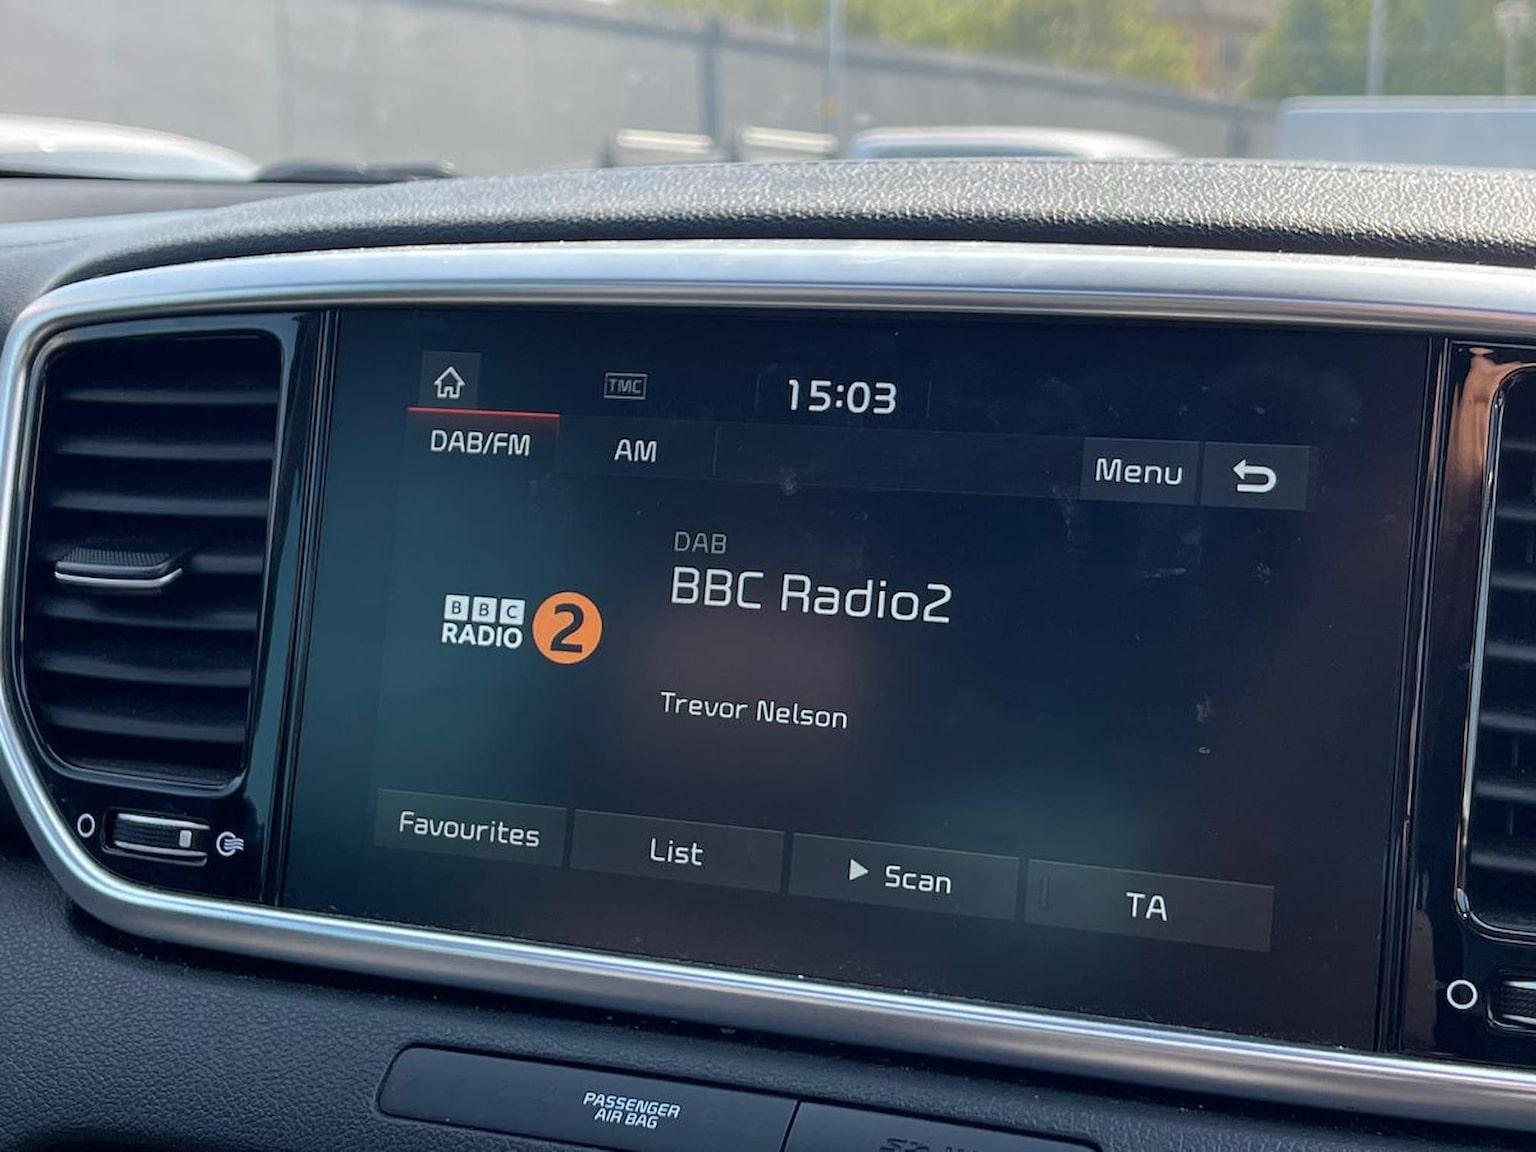 TMC
15:03
DAB/FM
AM
Menu
DAB
BBC Radio2
BBC
RADIO 2
Trevor Nelson
Favourites
List
Scan
TA
PASSENGER
AIR BAG